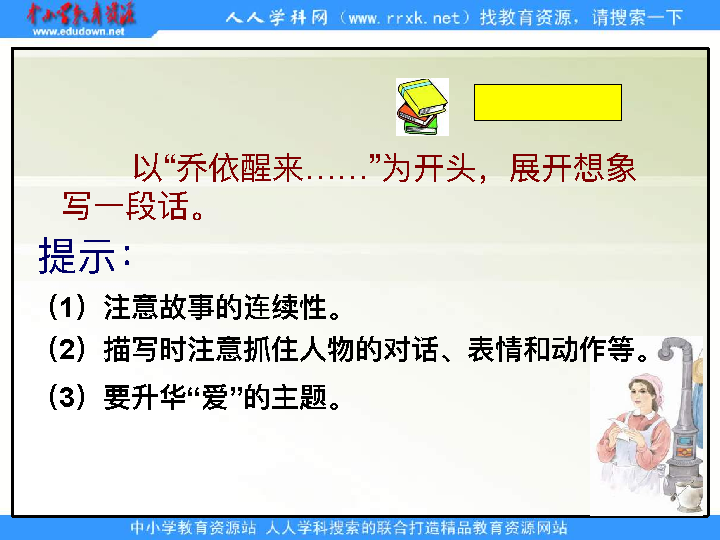 中小学教育资源
www.edudown.net
人人学科网（www.rrxk.net）找教育资源，请搜索一下
以“乔依醒来……”为开头，展开想象
写一段话。
提示：
（1）注意故事的连续性。
（2）描写时注意抓住人物的对话、表情和动作等。
（3）要升华“爱”的主题。
中小学教育资源站 人人学科搜索的联合打造精品教育资源网站